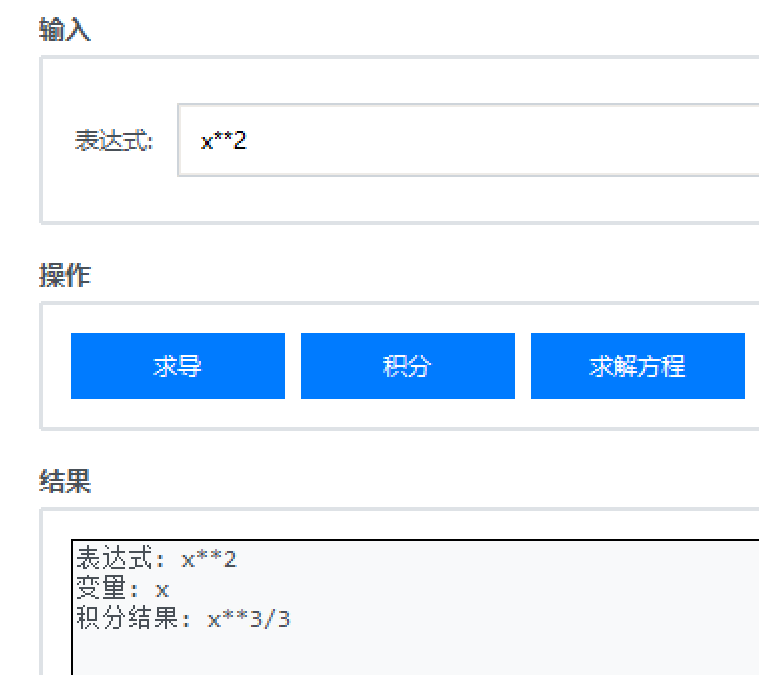 输入
表达式: x**2
操作
求导 积分 求解方程
结果
表达式: x**2
变量: x
积分结果: x**3/3